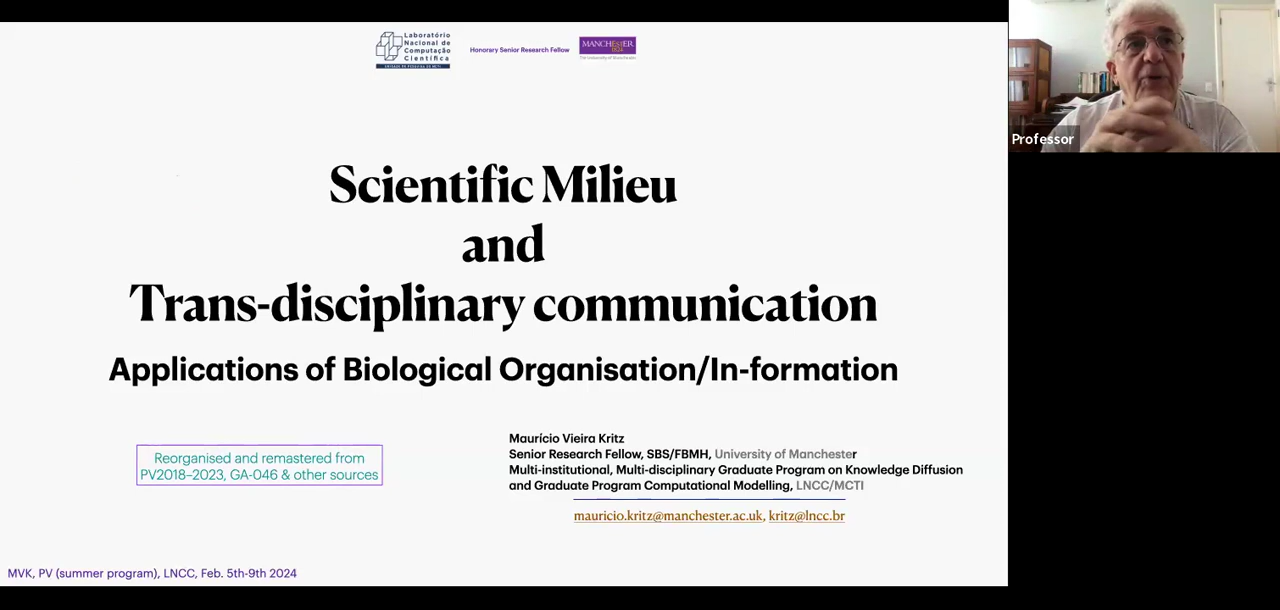 Laboratório
Nacional de
Computação
Científica
Honorary Senior Research Fellow
MANCHESTER
1824
The University of Manchester
Professor
Scientific Milieu
and
Trans-disciplinary communication
Applications of Biological Organisation/In-formation
Reorganised and remastered from
PV2018–2023, GA-046 & other sources
Maurício Vieira Kritz
Senior Research Fellow, SBS/FBMH, University of Manchester
Multi-institutional, Multi-disciplinary Graduate Program on Knowledge Diffusion
and Graduate Program Computational Modelling, LNCC/MCTI
mauricio.kritz@manchester.ac.uk, kritz@lncc.br
MVK, PV (summer program), LNCC, Feb. 5th-9th 2024